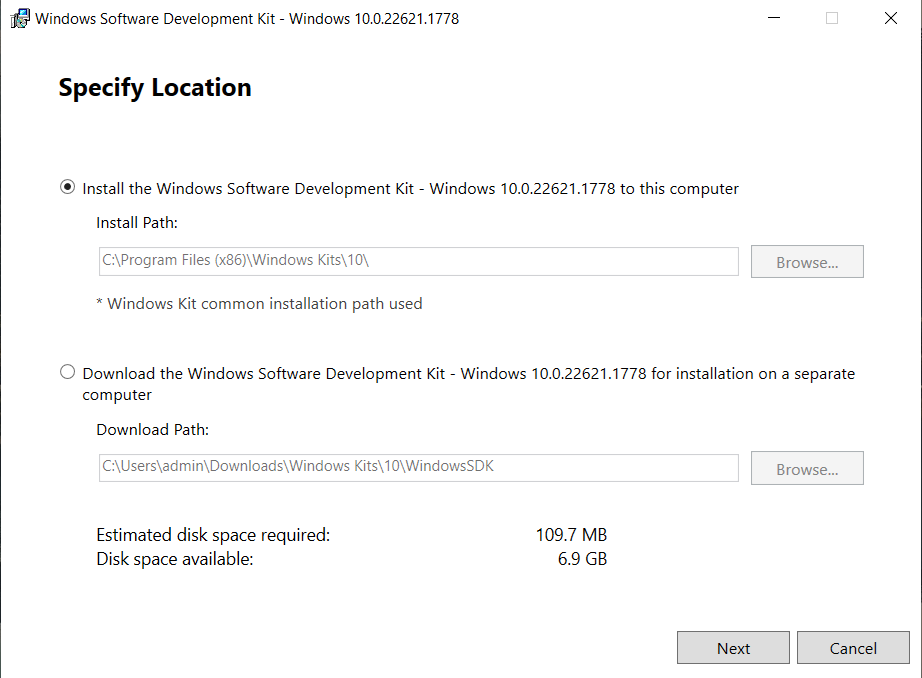 Windows Software Development Kit - Windows 10.0.22621.1778
Specify Location
Install the Windows Software Development Kit - Windows 10.0.22621.1778 to this computer
Install Path:
C:\Program Files (x86)\Windows Kits\10\
Browse...
* Windows Kit common installation path used
Download the Windows Software Development Kit - Windows 10.0.22621.1778 for installation on a separate
computer
Download Path:
C:\Users\admin\Downloads\Windows Kits\10\WindowsSDK
Browse...
Estimated disk space required: 109.7 MB
Disk space available: 6.9 GB
Next Cancel